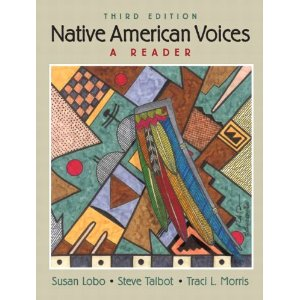 THIRD EDITION
Native American Voices
A READER
Susan Lobo • Steve Talbot • Traci L. Morris